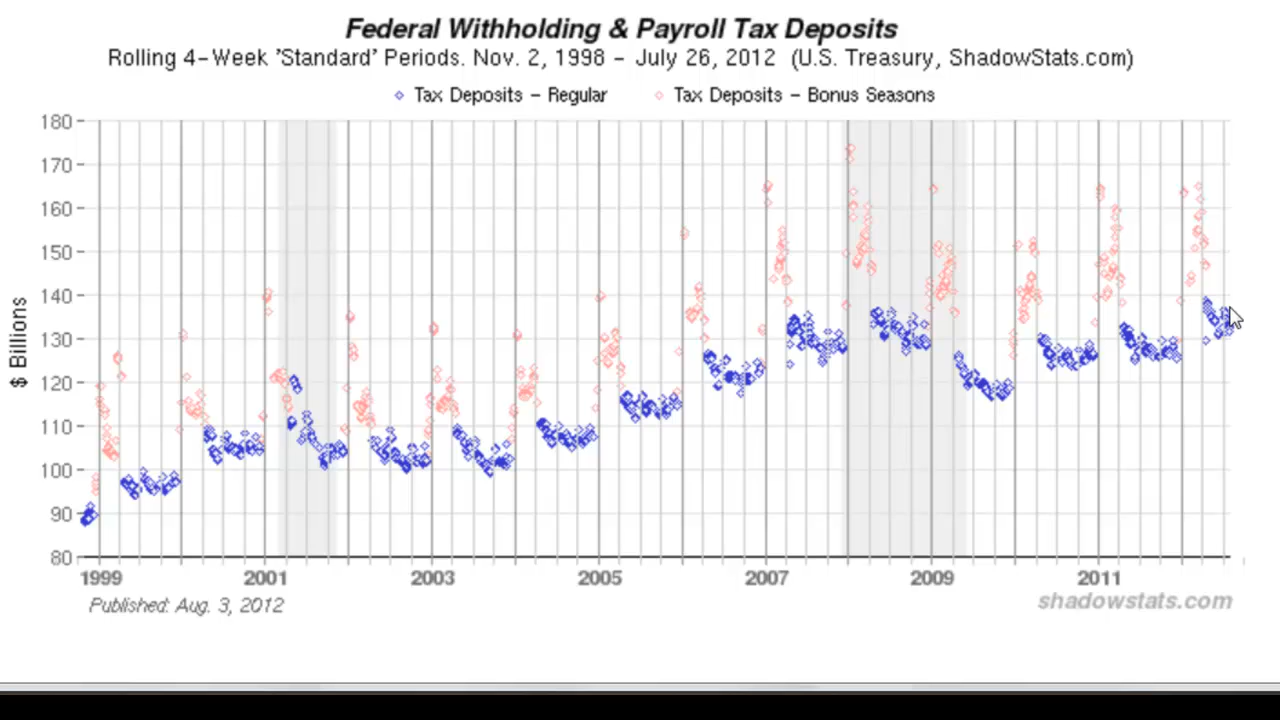 Federal Withholding & Payroll Tax Deposits
Rolling 4-Week 'Standard' Periods. Nov. 2, 1998 - July 26, 2012 (U.S. Treasury, ShadowStats.com)
Tax Deposits - Regular
Tax Deposits - Bonus Seasons
180
170
160
150
140
130
120
110
100
90
80
$ Billions
1999 2001 2003 2005 2007 2009 2011
Published: Aug. 3, 2012
shadowstats.com